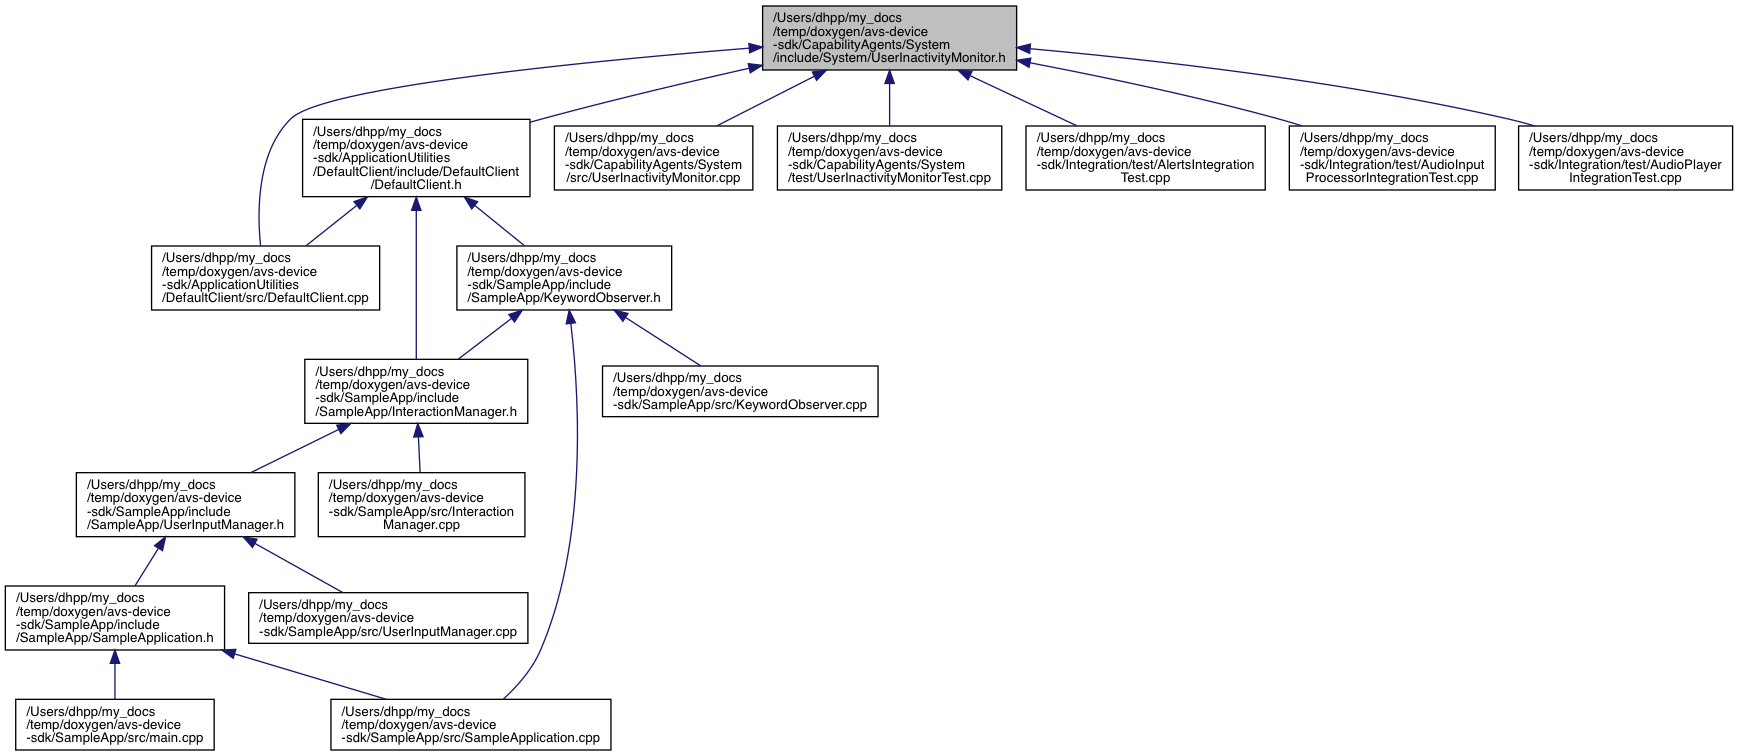 /Users/dhpp/my_docs
/temp/doxygen/avs-device
-sdk/CapabilityAgents/System
/include/System/UserInactivityMonitor.h
/Users/dhpp/my_docs
/temp/doxygen/avs-device
-sdk/ApplicationUtilities
/DefaultClient/include/DefaultClient
/DefaultClient.h
/Users/dhpp/my_docs
/temp/doxygen/avs-device
-sdk/CapabilityAgents/System
/src/UserInactivityMonitor.cpp
/Users/dhpp/my_docs
/temp/doxygen/avs-device
-sdk/CapabilityAgents/System
/test/UserInactivityMonitorTest.cpp
/Users/dhpp/my_docs
/temp/doxygen/avs-device
-sdk/Integration/test/AlertsIntegration
Test.cpp
/Users/dhpp/my_docs
/temp/doxygen/avs-device
-sdk/Integration/test/AudioInput
ProcessorIntegrationTest.cpp
/Users/dhpp/my_docs
/temp/doxygen/avs-device
-sdk/Integration/test/AudioPlayer
IntegrationTest.cpp
/Users/dhpp/my_docs
/temp/doxygen/avs-device
-sdk/ApplicationUtilities
/DefaultClient/src/DefaultClient.cpp
/Users/dhpp/my_docs
/temp/doxygen/avs-device
-sdk/SampleApp/include
/SampleApp/KeywordObserver.h
/Users/dhpp/my_docs
/temp/doxygen/avs-device
-sdk/SampleApp/include
/SampleApp/InteractionManager.h
/Users/dhpp/my_docs
/temp/doxygen/avs-device
-sdk/SampleApp/src/KeywordObserver.cpp
/Users/dhpp/my_docs
/temp/doxygen/avs-device
-sdk/SampleApp/include
/SampleApp/UserInputManager.h
/Users/dhpp/my_docs
/temp/doxygen/avs-device
-sdk/SampleApp/src/Interaction
Manager.cpp
/Users/dhpp/my_docs
/temp/doxygen/avs-device
-sdk/SampleApp/include
/SampleApp/SampleApplication.h
/Users/dhpp/my_docs
/temp/doxygen/avs-device
-sdk/SampleApp/src/UserInputManager.cpp
/Users/dhpp/my_docs
/temp/doxygen/avs-device
-sdk/SampleApp/src/main.cpp
/Users/dhpp/my_docs
/temp/doxygen/avs-device
-sdk/SampleApp/src/SampleApplication.cpp